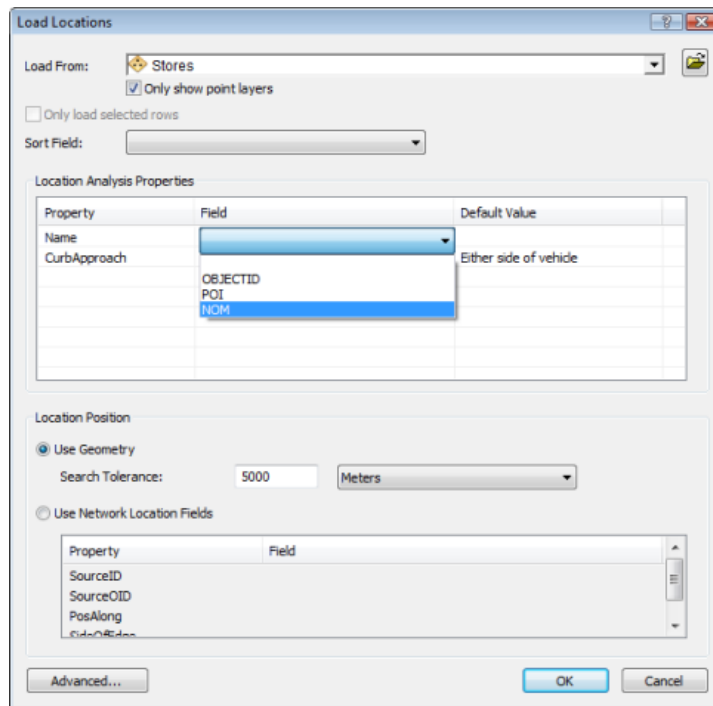 Load Locations
Load From: Stores
Only show point layers
Only load selected rows
Sort Field:
Location Analysis Properties
Property Field Default Value
Name
CurbApproach Either side of vehicle
OBJECTID
POI
NOM
Location Position
Use Geometry
Search Tolerance: 5000 Meters
Use Network Location Fields
Property Field
SourceID
SourceOID
PosAlong
SideOfEdge
Advanced... OK Cancel